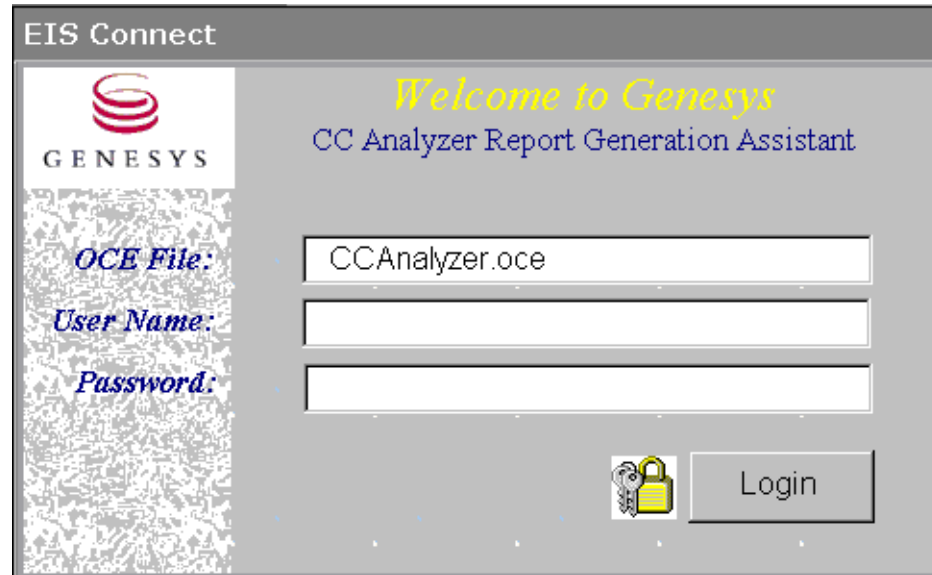 EIS Connect
GENESYS
Welcome to Genesys
CC Analyzer Report Generation Assistant
OCE File:
CCAnalyzer.oce
User Name:
Password:
Login